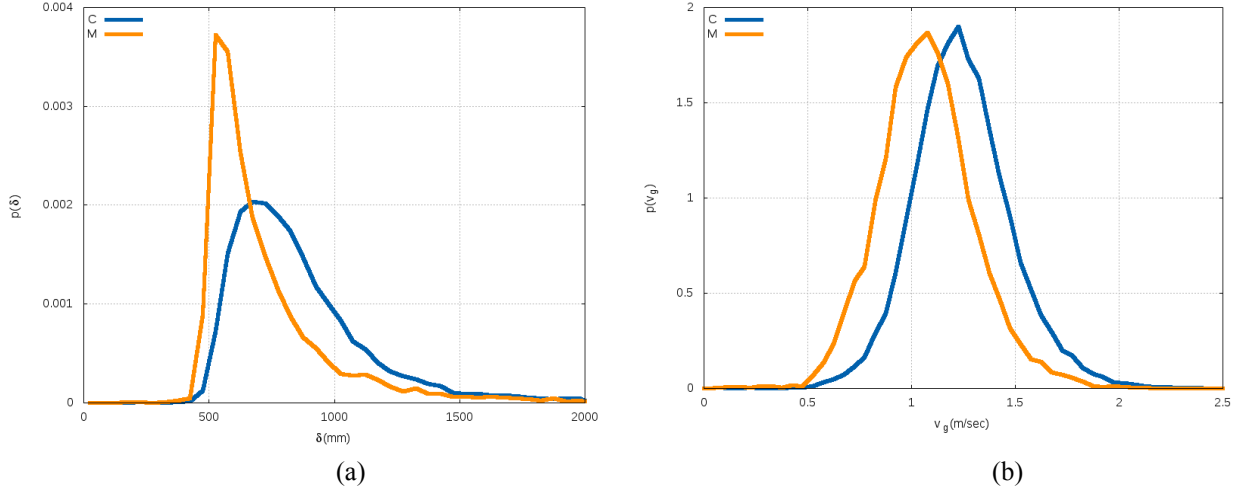 C
M
0.004
0.003
0.002
0.001
0
p(δ)
0 500 1000 1500 2000
δ(mm)
(a)
C
M
2
1.5
1
0.5
0
p(v_g)
0 0.5 1 1.5 2 2.5
v_g(m/sec)
(b)